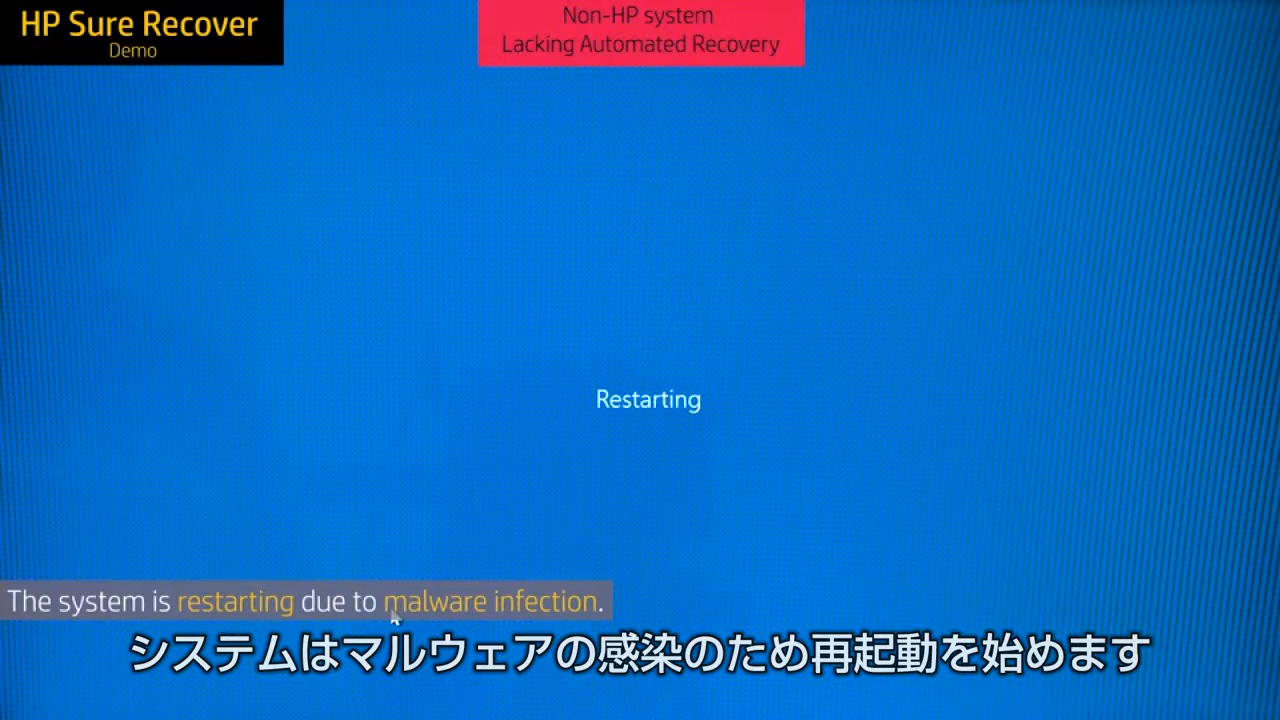 HP Sure Recover
Demo
Non-HP system
Lacking Automated Recovery
Restarting
The system is restarting due to malware infection.
システムはマルウェアの感染のため再起動を始めます